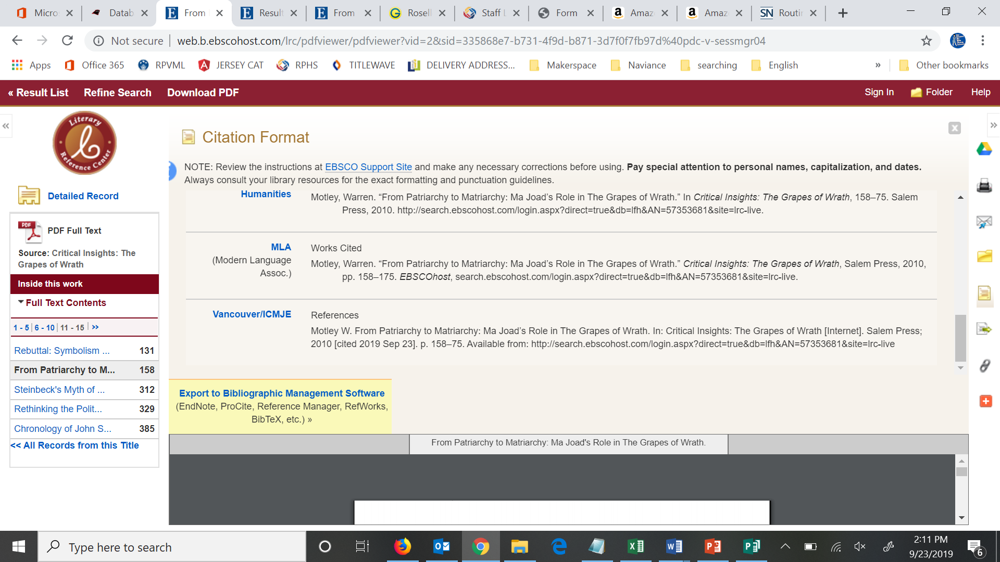 Micro
Datab
From
Result
From
Rosell
Staff L
Form
Amaz
Amaz
SN Routin
Not secure | web.b.ebscohost.com/lrc/pdfviewer/pdfviewer?vid=2&sid=335868e7-b731-4f9d-b871-3d7f0f7fb97d%40pdc-v-sessmgr04
Apps Office 365 RPVML JERSEY CAT RPHS TITLEWAVE DELIVERY ADDRESS... Makerspace Naviance searching English » Other bookmarks
« Result List Refine Search Download PDF Sign In Folder Help
Literary Reference Center
Detailed Record
PDF PDF Full Text
Source: Critical Insights: The
Grapes of Wrath
Inside this work
Full Text Contents
1 - 5 | 6 - 10 | 11 - 15 | »
Rebuttal: Symbolism ... 131
From Patriarchy to M... 158
Steinbeck's Myth of ... 312
Rethinking the Polit... 329
Chronology of John S... 385
<< All Records from this Title
Citation Format
NOTE: Review the instructions at EBSCO Support Site and make any necessary corrections before using. Pay special attention to personal names, capitalization, and dates.
Always consult your library resources for the exact formatting and punctuation guidelines.
Humanities
Motley, Warren. “From Patriarchy to Matriarchy: Ma Joad’s Role in The Grapes of Wrath.” In Critical Insights: The Grapes of Wrath, 158–75. Salem
Press, 2010. http://search.ebscohost.com/login.aspx?direct=true&db=lfh&AN=57353681&site=lrc-live.
MLA
(Modern Language
Assoc.)
Works Cited
Motley, Warren. “From Patriarchy to Matriarchy: Ma Joad’s Role in The Grapes of Wrath.” Critical Insights: The Grapes of Wrath, Salem Press, 2010,
pp. 158–175. EBSCOhost, search.ebscohost.com/login.aspx?direct=true&db=lfh&AN=57353681&site=lrc-live.
Vancouver/ICMJE
References
Motley W. From Patriarchy to Matriarchy: Ma Joad’s Role in The Grapes of Wrath. In: Critical Insights: The Grapes of Wrath [Internet]. Salem Press;
2010 [cited 2019 Sep 23]. p. 158–75. Available from: http://search.ebscohost.com/login.aspx?direct=true&db=lfh&AN=57353681&site=lrc-live
Export to Bibliographic Management Software
(EndNote, ProCite, Reference Manager, RefWorks,
BibTeX, etc.) »
From Patriarchy to Matriarchy: Ma Joad's Role in The Grapes of Wrath.
Type here to search
2:11 PM
9/23/2019
6